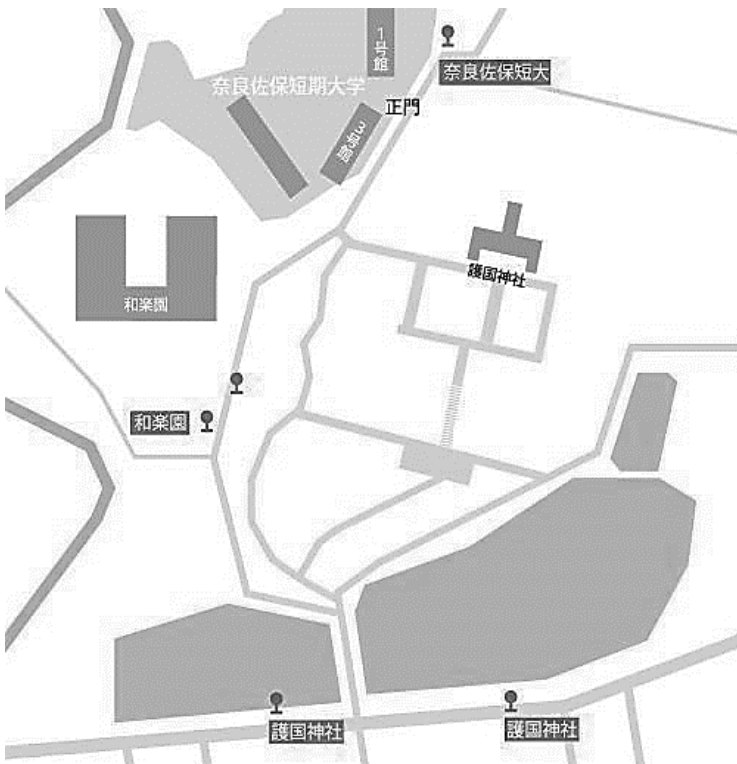 1号館
奈良佐保短大
奈良佐保短期大学
正門
3号館
護国神社
和楽園
和楽園
護国神社
護国神社